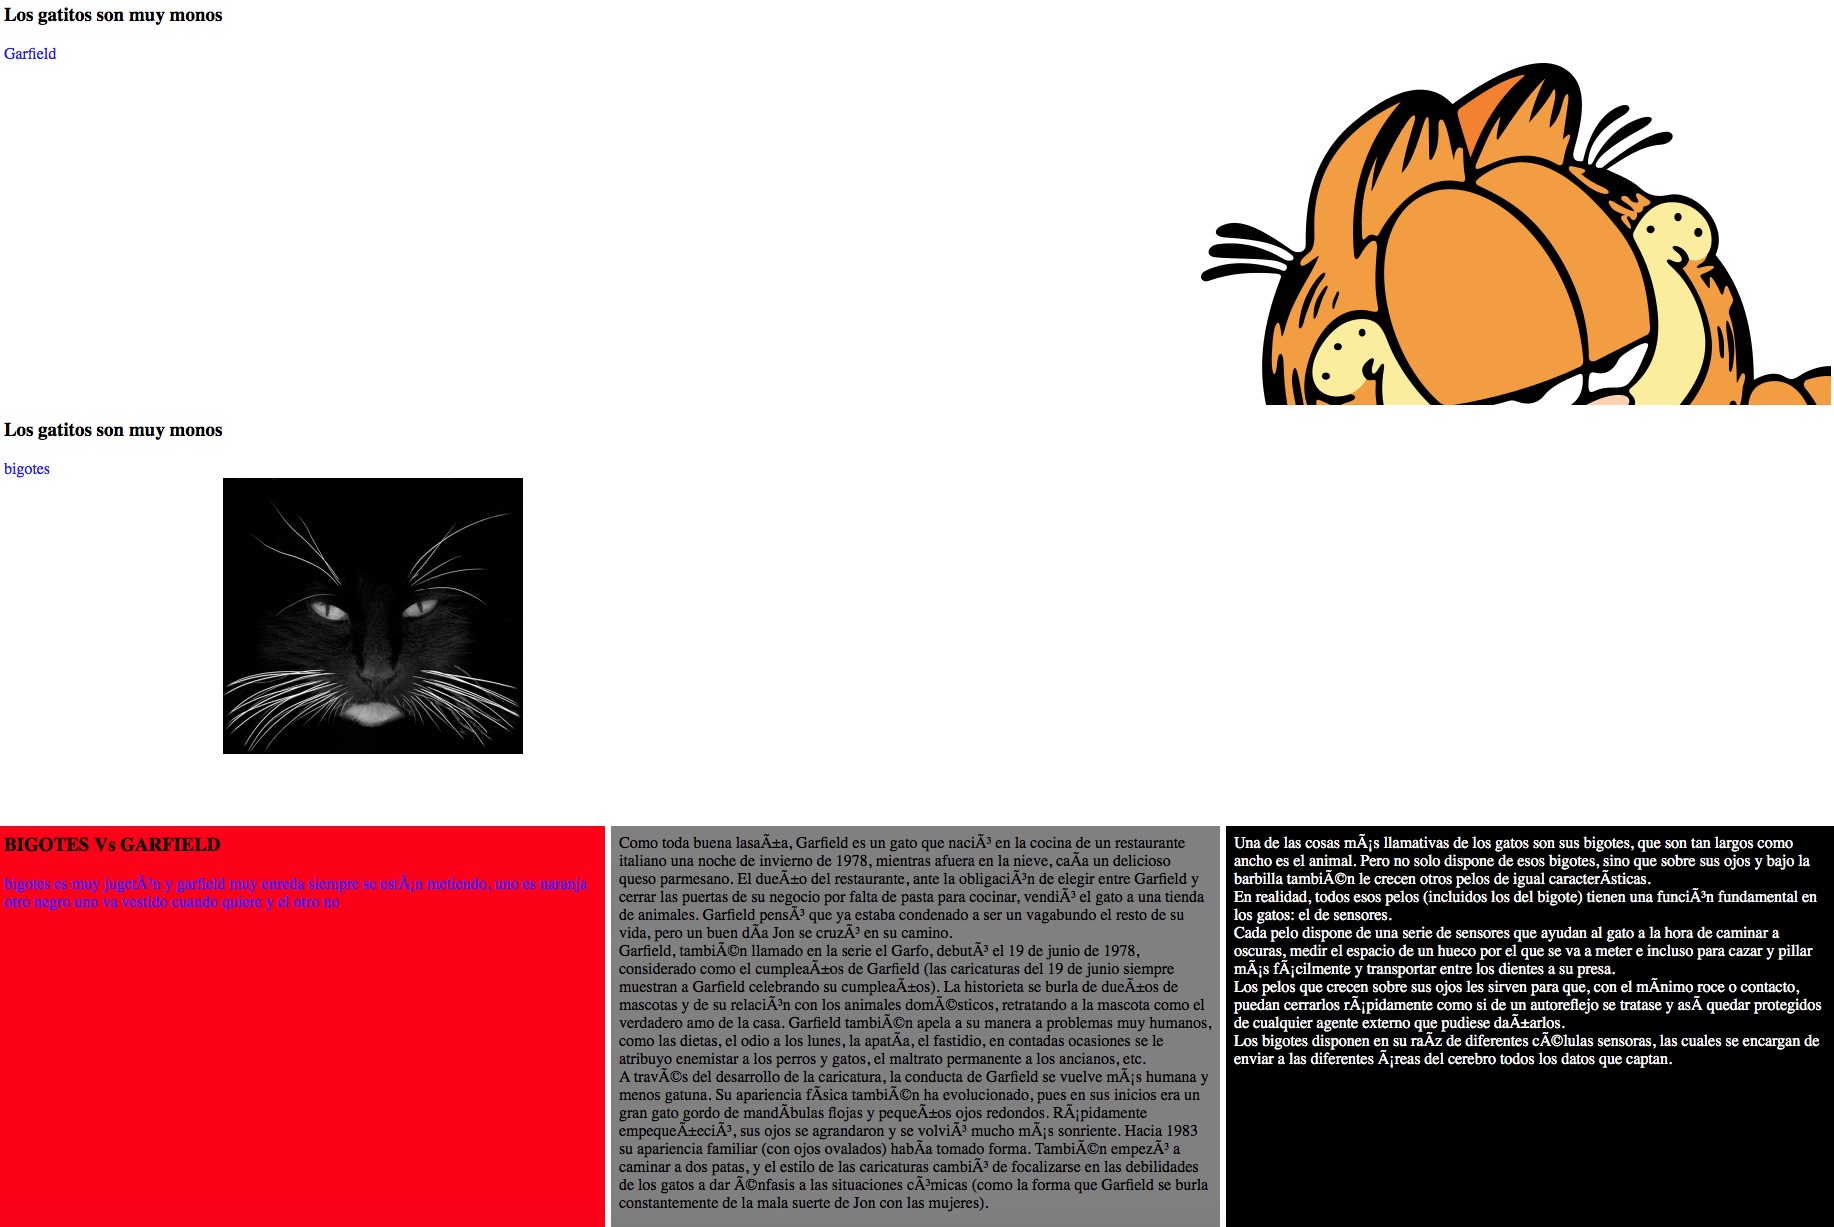 Los gatitos son muy monos
Garfield
Los gatitos son muy monos
bigotes
BIGOTES Vs GARFIELD
bigotes es muy jugetÃ³n y garfield muy enreda siempre se estÃ¡n metiendo, uno es naranja
otro negro uno va vestido cuando quiere y el otro no
Como toda buena lasaÃ±a, Garfield es un gato que naciÃ³ en la cocina de un restaurante
italiano una noche de invierno de 1978, mientras afuera en la nieve, caÃa un delicioso
queso parmesano. El dueÃ±o del restaurante, ante la obligaciÃ³n de elegir entre Garfield y
cerrar las puertas de su negocio por falta de pasta para cocinar, vendiÃ³ el gato a una tienda
de animales. Garfield pensÃ³ que ya estaba condenado a ser un vagabundo el resto de su
vida, pero un buen dÃa Jon se cruzÃ³ en su camino.
Garfield, tambiÃ©n llamado en la serie el Garfo, debutÃ³ el 19 de junio de 1978,
considerado como el cumpleaÃ±os de Garfield (las caricaturas del 19 de junio siempre
muestran a Garfield celebrando su cumpleaÃ±os). La historieta se burla de dueÃ±os de
mascotas y de su relaciÃ³n con los animales domÃ©sticos, retratando a la mascota como el
verdadero amo de la casa. Garfield tambiÃ©n apela a su manera a problemas muy humanos,
como las dietas, el odio a los lunes, la apatÃa, el fastidio, en contadas ocasiones se le
atribuyo enemistar a los perros y gatos, el maltrato permanente a los ancianos, etc.
A travÃ©s del desarrollo de la caricatura, la conducta de Garfield se vuelve mÃ¡s humana y
menos gatuna. Su apariencia fÃsica tambiÃ©n ha evolucionado, pues en sus inicios era un
gran gato gordo de mandÃbulas flojas y pequeÃ±os ojos redondos. RÃ¡pidamente
empequeÃ±eciÃ³, sus ojos se agrandaron y se volviÃ³ mucho mÃ¡s sonriente. Hacia 1983
su apariencia familiar (con ojos ovalados) habÃa tomado forma. TambiÃ©n empezÃ³ a
caminar a dos patas, y el estilo de las caricaturas cambiÃ³ de focalizarse en las debilidades
de los gatos a dar Ã©nfasis a las situaciones cÃ³micas (como la forma que Garfield se burla
constantemente de la mala suerte de Jon con las mujeres).
Una de las cosas mÃ¡s llamativas de los gatos son sus bigotes, que son tan largos como
ancho es el animal. Pero no solo dispone de esos bigotes, sino que sobre sus ojos y bajo la
barbilla tambiÃ©n le crecen otros pelos de igual caracterÃsticas.
En realidad, todos esos pelos (incluidos los del bigote) tienen una funciÃ³n fundamental en
los gatos: el de sensores.
Cada pelo dispone de una serie de sensores que ayudan al gato a la hora de caminar a
oscuras, medir el espacio de un hueco por el que se va a meter e incluso para cazar y pillar
mÃ¡s fÃ¡cilmente y transportar entre los dientes a su presa.
Los pelos que crecen sobre sus ojos les sirven para que, con el mÃnimo roce o contacto,
puedan cerrarlos rÃ¡pidamente como si de un autoreflejo se tratase y asÃ quedar protegidos
de cualquier agente externo que pudiese daÃ±arlos.
Los bigotes disponen en su raÃz de diferentes cÃ©lulas sensoras, las cuales se encargan de
enviar a las diferentes Ã¡reas del cerebro todos los datos que captan.